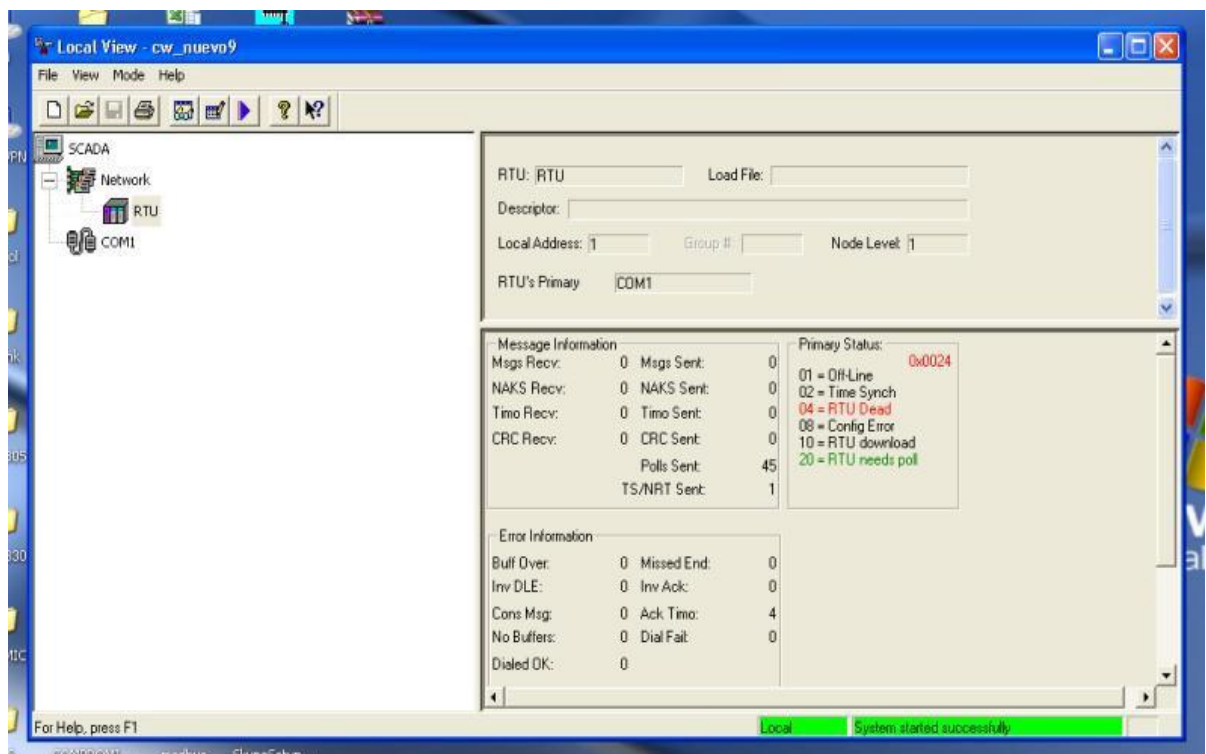 Local View - cw_nuevo9
File View Mode Help
SCADA
Network
RTU
COM1
RTU: RTU Load File:
Descriptor:
Local Address: 1 Group #: Node Level: 1
RTU's Primary COM1
Message Information
Msgs Recv: 0 Msgs Sent: 0
NAKS Recv: 0 NAKS Sent: 0
Timo Recv: 0 Timo Sent: 0
CRC Recv: 0 CRC Sent: 0
Polls Sent: 45
TS/NRT Sent: 1
Primary Status:
0x0024
01 = Off-Line
02 = Time Synch
04 = RTU Dead
08 = Config Error
10 = RTU download
20 = RTU needs poll
Error Information
Buff Over: 0 Missed End: 0
Inv DLE: 0 Inv Ack: 0
Cons Msg: 0 Ack Timo: 4
No Buffers: 0 Dial Fail: 0
Dialed OK: 0
For Help, press F1 Local System started successfully